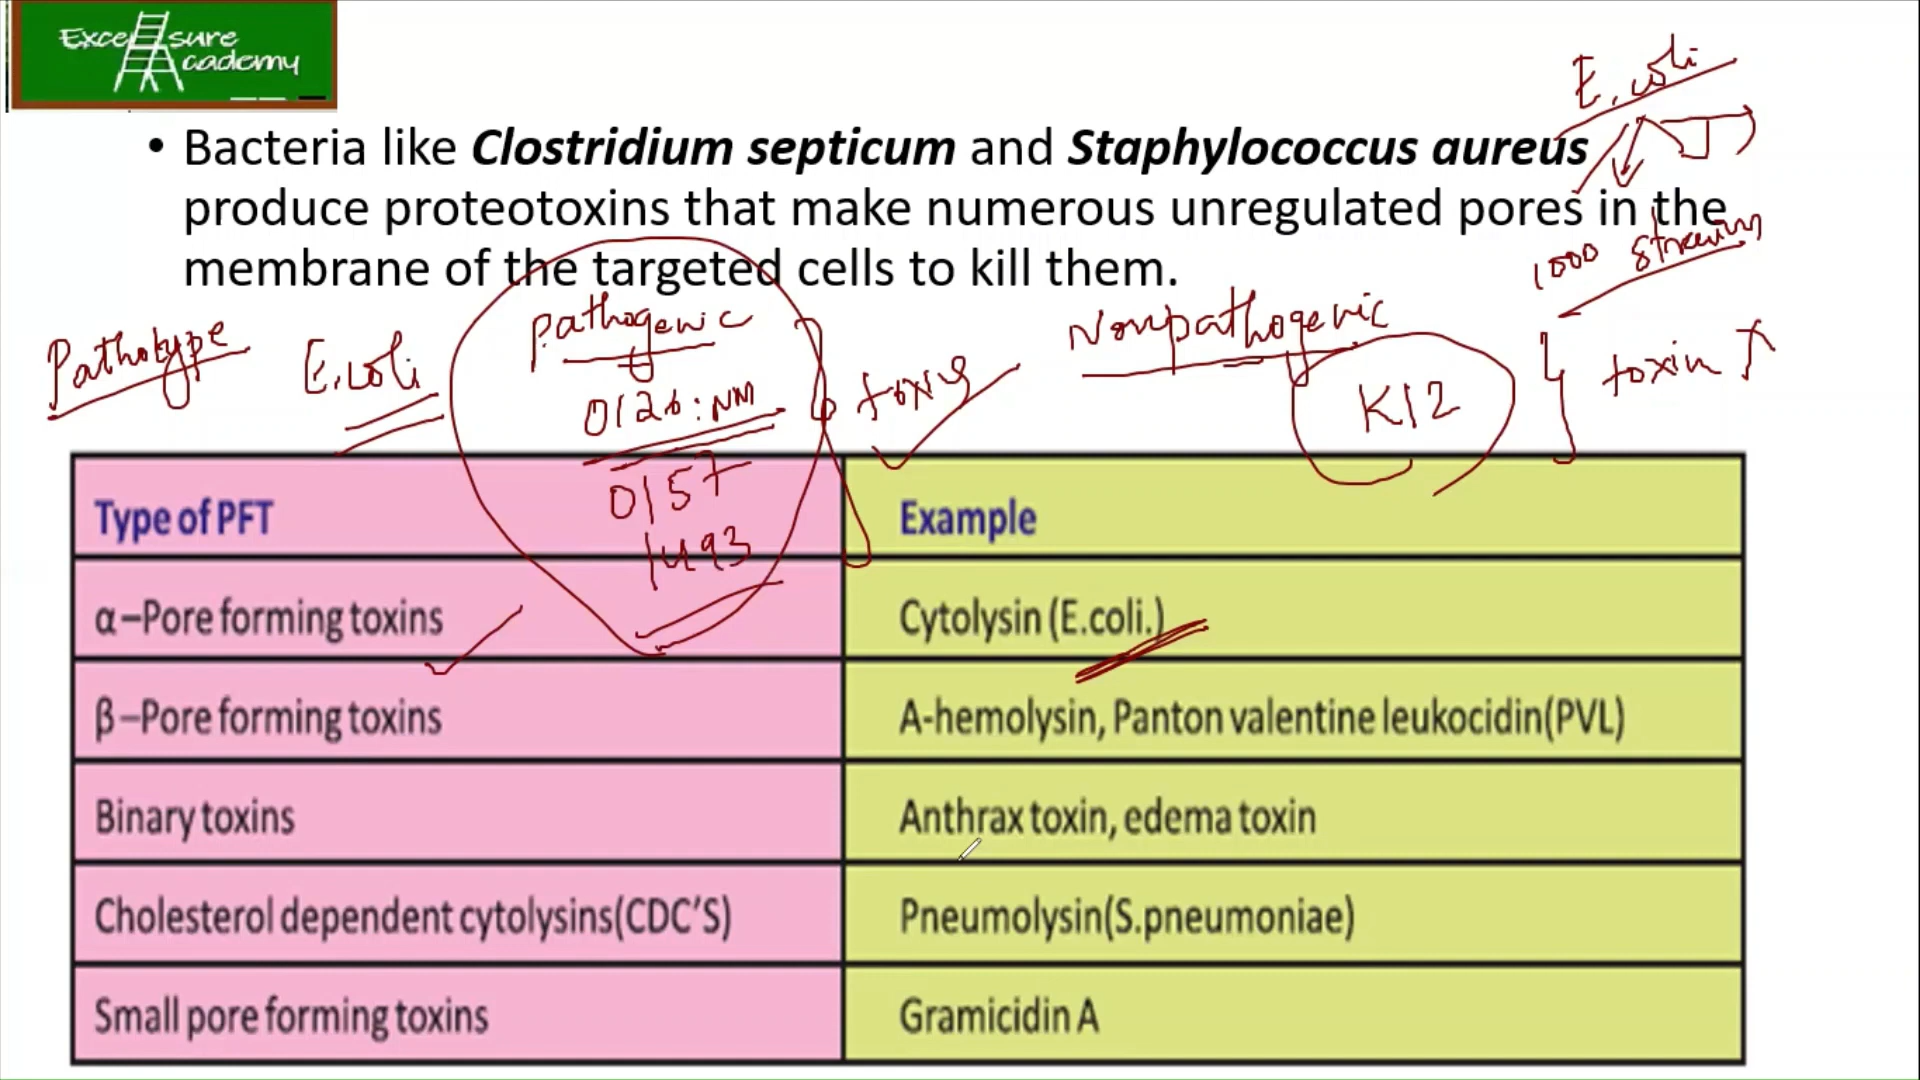 Excel sure
Academy
E.coli
• Bacteria like Clostridium septicum and Staphylococcus aureus
produce proteotoxins that make numerous unregulated pores in the
membrane of the targeted cells to kill them.
1000
Pathotype
E.coli
Pathogenic
Nonpathogenic
O126:NM
K12
toxin
O157
1493
Type of PFT
Example
α–Pore forming toxins
Cytolysin (E.coli.)
β–Pore forming toxins
A-hemolysin, Panton valentine leukocidin(PVL)
Binary toxins
Anthrax toxin, edema toxin
Cholesterol dependent cytolysins(CDC'S)
Pneumolysin(S.pneumoniae)
Small pore forming toxins
Gramicidin A